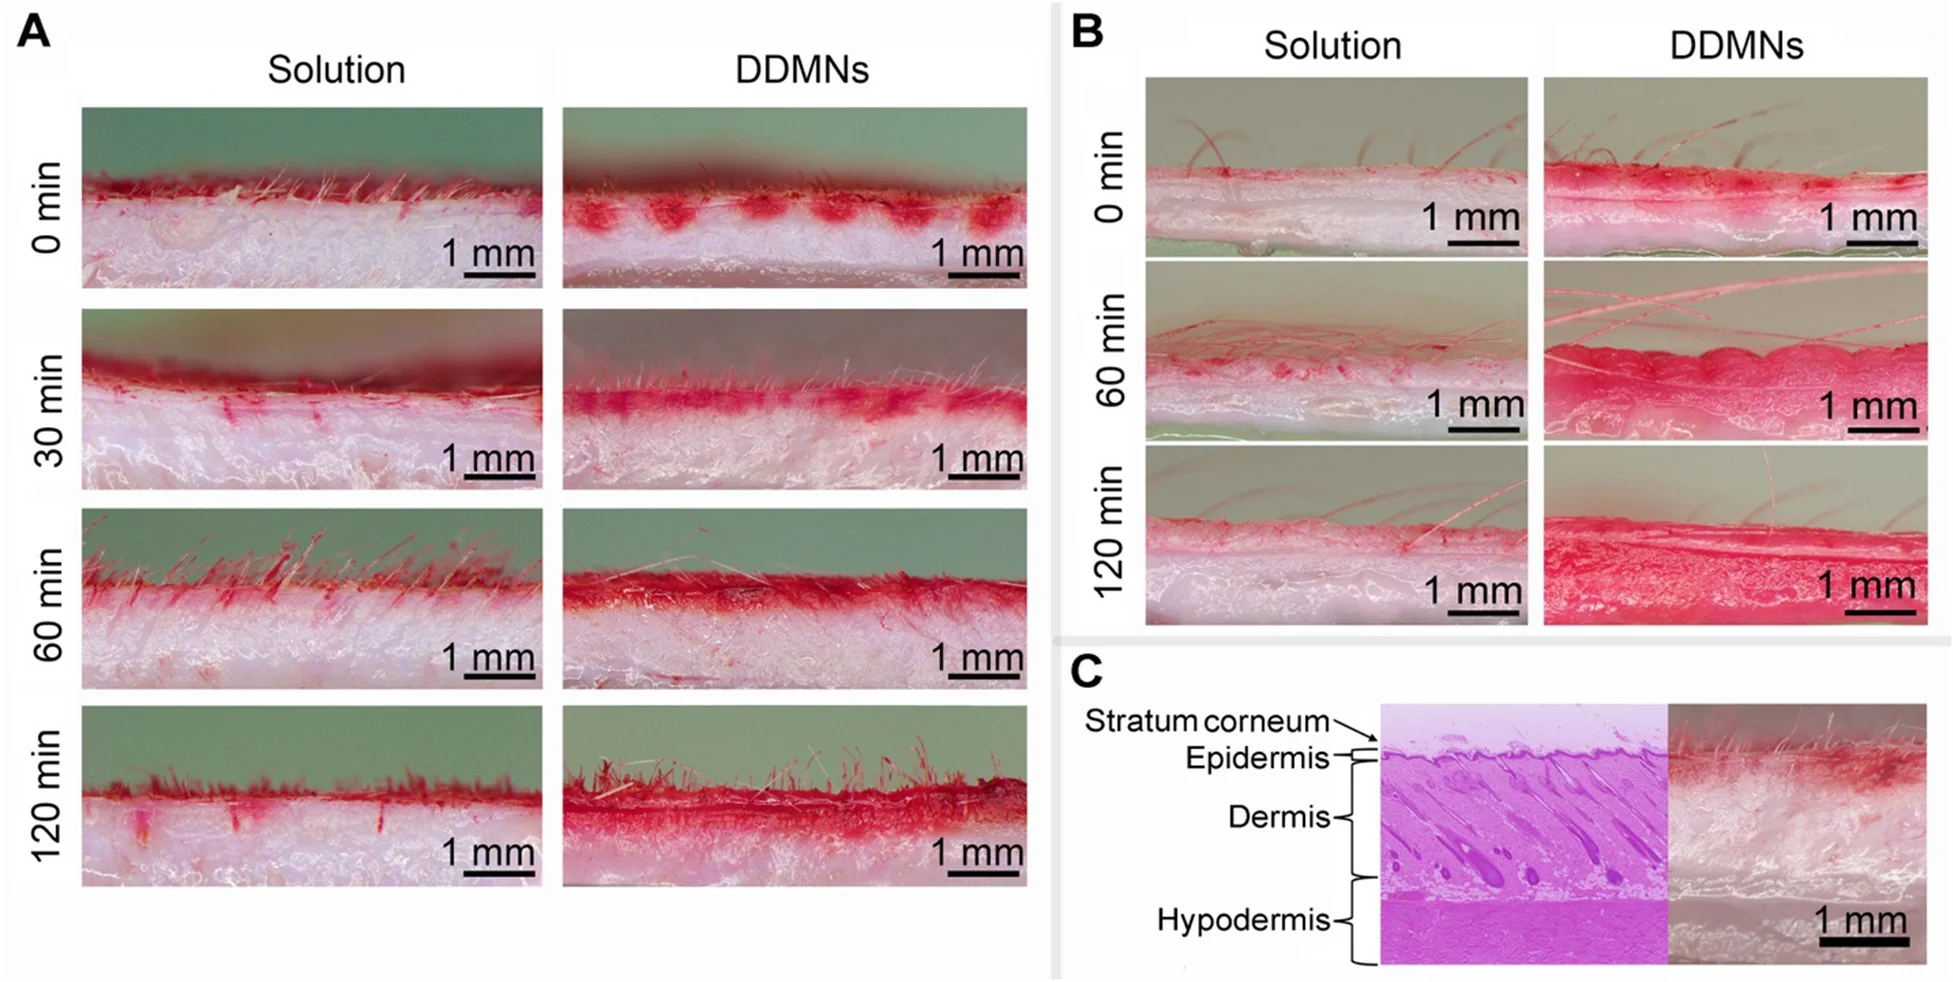 A
Solution DDMNs
0 min
1 mm 1 mm
30 min
1 mm 1 mm
60 min
1 mm 1 mm
120 min
1 mm 1 mm
B
Solution DDMNs
0 min
1 mm 1 mm
60 min
1 mm 1 mm
120 min
1 mm 1 mm
C
Stratum corneum
Epidermis
Dermis
Hypodermis
1 mm